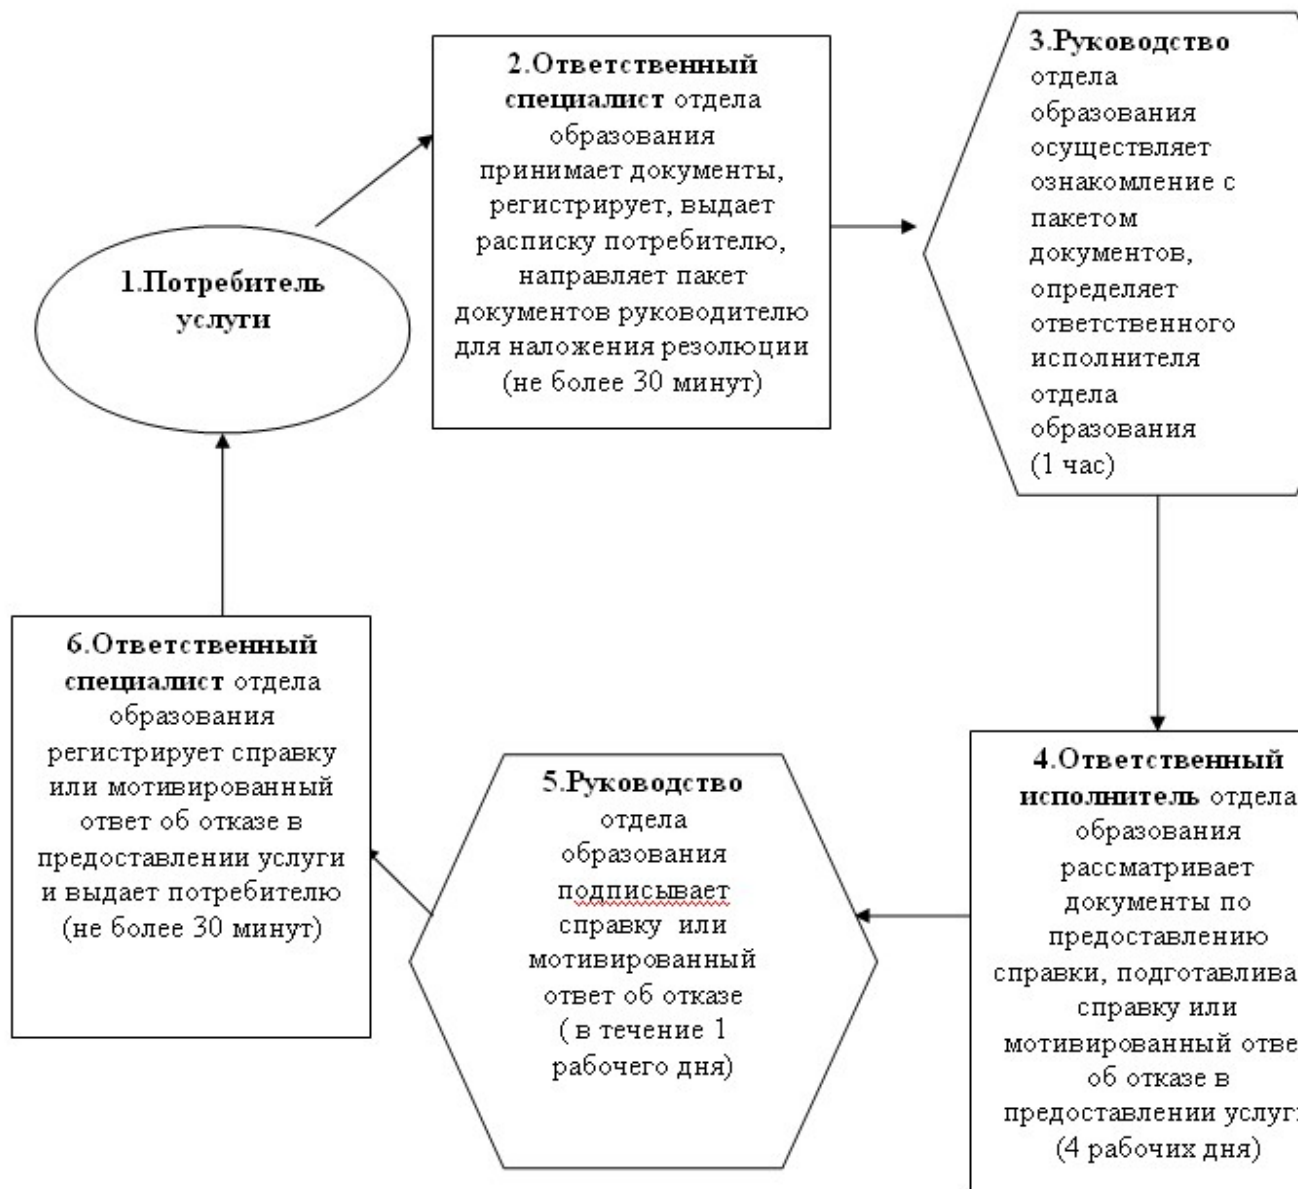 1.Потребитель
услуги
2.Ответственный
специалист отдела
образования
принимает документы,
регистрирует, выдает
расписку потребителю,
направляет пакет
документов руководителю
для наложения резолюции
(не более 30 минут)
3.Руководство
отдела
образования
осуществляет
ознакомление с
пакетом
документов,
определяет
ответственного
исполнителя
отдела
образования
(1 час)
4.Ответственный
исполнитель отдела
образования
рассматривает
документы по
предоставлению
справки, подготавлива
справку или
мотивированный отве
об отказе в
предоставлении услуги
(4 рабочих дня)
5.Руководство
отдела
образования
подписывает
справку или
мотивированный
ответ об отказе
( в течение 1
рабочего дня)
6.Ответственный
специалист отдела
образования
регистрирует справку
или мотивированный
ответ об отказе в
предоставлении услуги
и выдает потребителю
(не более 30 минут)